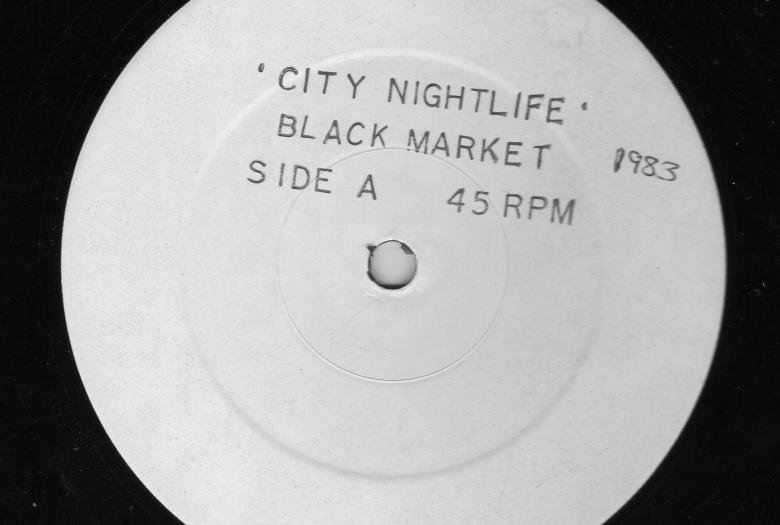 'CITY NIGHTLIFE'
BLACK MARKET
1983
SIDE A 45 RPM